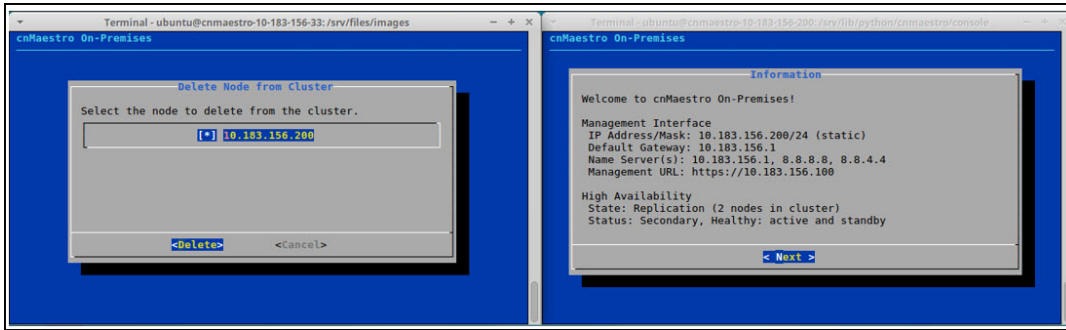 Terminal - ubuntu@cnmaestro-10-183-156-33: /srv/files/images
cnMaestro On-Premises
Delete Node from Cluster
Select the node to delete from the cluster.
[*] 10.183.156.200
<Delete> <Cancel>
Terminal - ubuntu@cnmaestro-10-183-156-200: /srv/lib/python/cnmaestro/console
cnMaestro On-Premises
Information
Welcome to cnMaestro On-Premises!
Management Interface
IP Address/Mask: 10.183.156.200/24 (static)
Default Gateway: 10.183.156.1
Name Server(s): 10.183.156.1, 8.8.8.8, 8.8.4.4
Management URL: https://10.183.156.100
High Availability
State: Replication (2 nodes in cluster)
Status: Secondary, Healthy: active and standby
< Next >